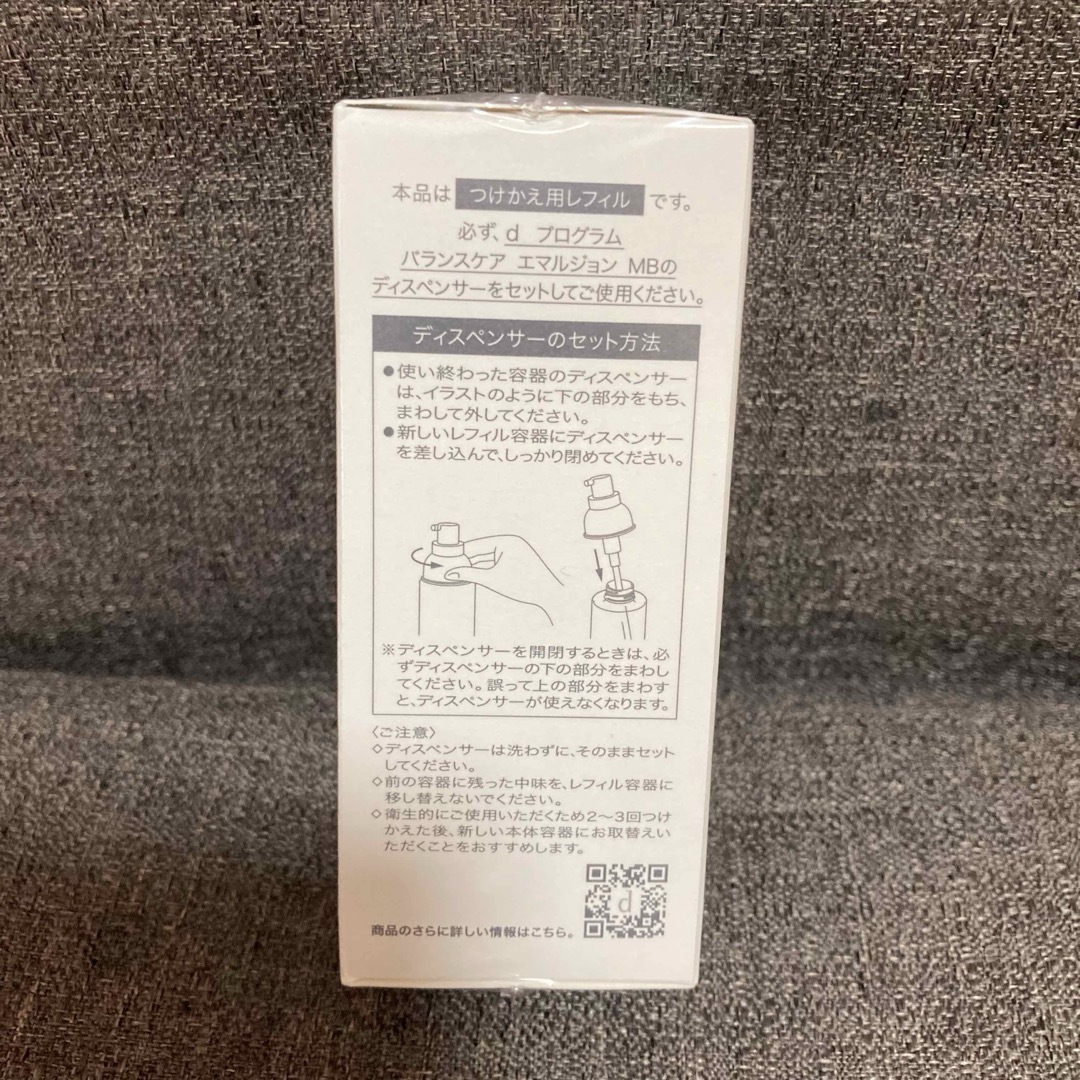 本品は つけかえ用レフィル です。
必ず、d プログラム
バランスケア エマルジョン MBの
ディスペンサーをセットしてご使用ください。
ディスペンサーのセット方法
●使い終わった容器のディスペンサー
は、イラストのように下の部分をもち、
まわして外してください。
●新しいレフィル容器にディスペンサー
を差し込んで、しっかり閉めてください。
※ディスペンサーを開閉するときは、必
ずディスペンサーの下の部分をまわし
てください。誤って上の部分をまわす
と、ディスペンサーが使えなくなります。
〈ご注意〉
◇ディスペンサーは洗わずに、そのままセット
してください。
◇前の容器に残った中味を、レフィル容器に
移し替えないでください。
◇衛生的にご使用いただくため2〜3回つけ
かえた後、新しい本体容器にお取替えい
ただくことをおすすめします。
d
商品のさらに詳しい情報はこちら。